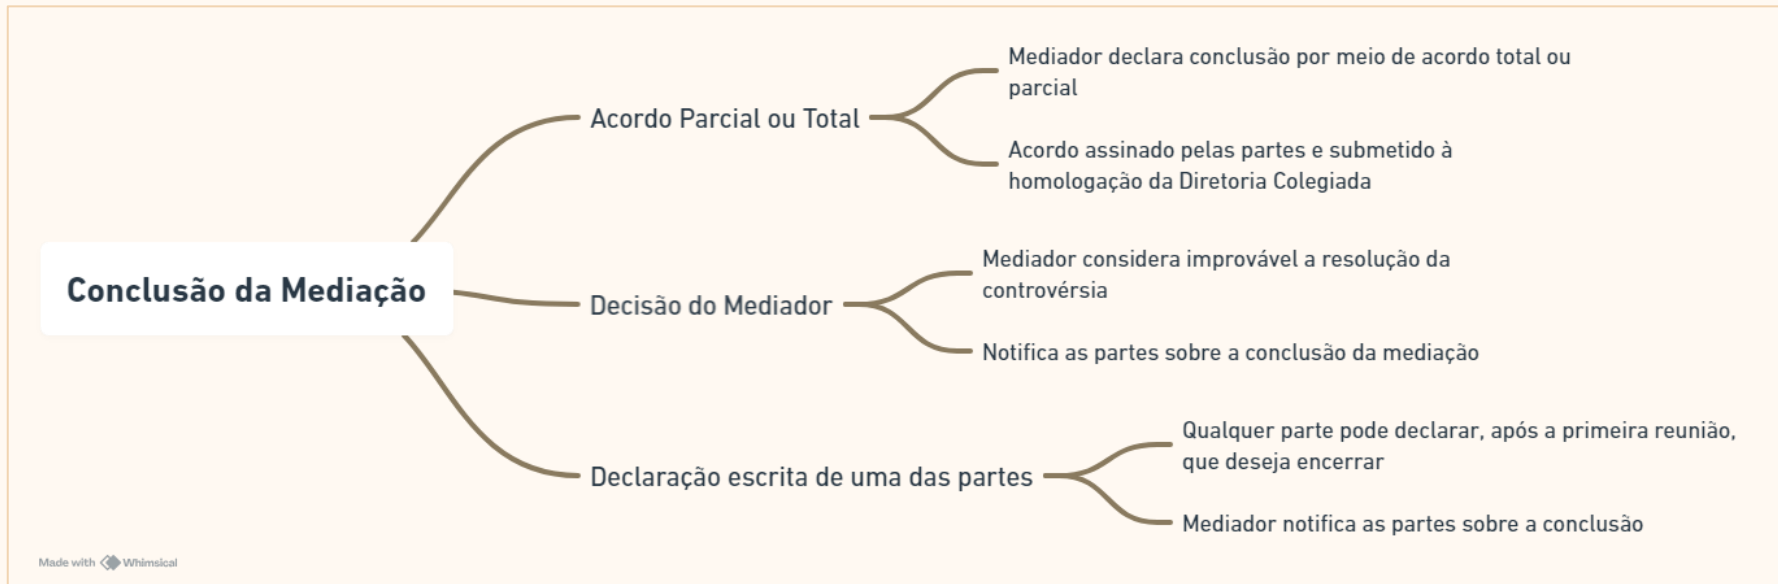 Conclusão da Mediação
Acordo Parcial ou Total
Mediador declara conclusão por meio de acordo total ou
parcial
Acordo assinado pelas partes e submetido à
homologação da Diretoria Colegiada
Decisão do Mediador
Mediador considera improvável a resolução da
controvérsia
Notifica as partes sobre a conclusão da mediação
Declaração escrita de uma das partes
Qualquer parte pode declarar, após a primeira reunião,
que deseja encerrar
Mediador notifica as partes sobre a conclusão
Made with Whimsical